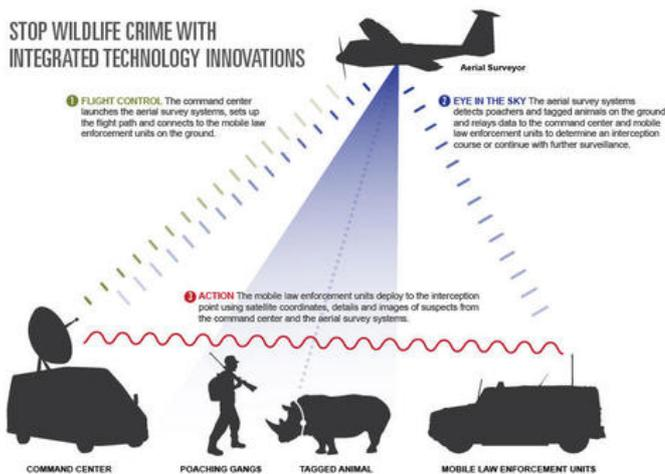 STOP WILDLIFE CRIME WITH
INTEGRATED TECHNOLOGY INNOVATIONS
Aerial Surveyor
1 FLIGHT CONTROL The command center
launches the aerial survey systems, sets up
the flight path and connects to the mobile law
enforcement units on the ground.
2 EYE IN THE SKY The aerial survey systems
detects poachers and tagged animals on the ground
and relays data to the command center and mobile
law enforcement units to determine an interception
course or continue with further surveillance.
3 ACTION The mobile law enforcement units deploy to the interception
point using satellite coordinates, details and images of suspects from
the command center and the aerial survey systems.
COMMAND CENTER
POACHING GANGS
TAGGED ANIMAL
MOBILE LAW ENFORCEMENT UNITS